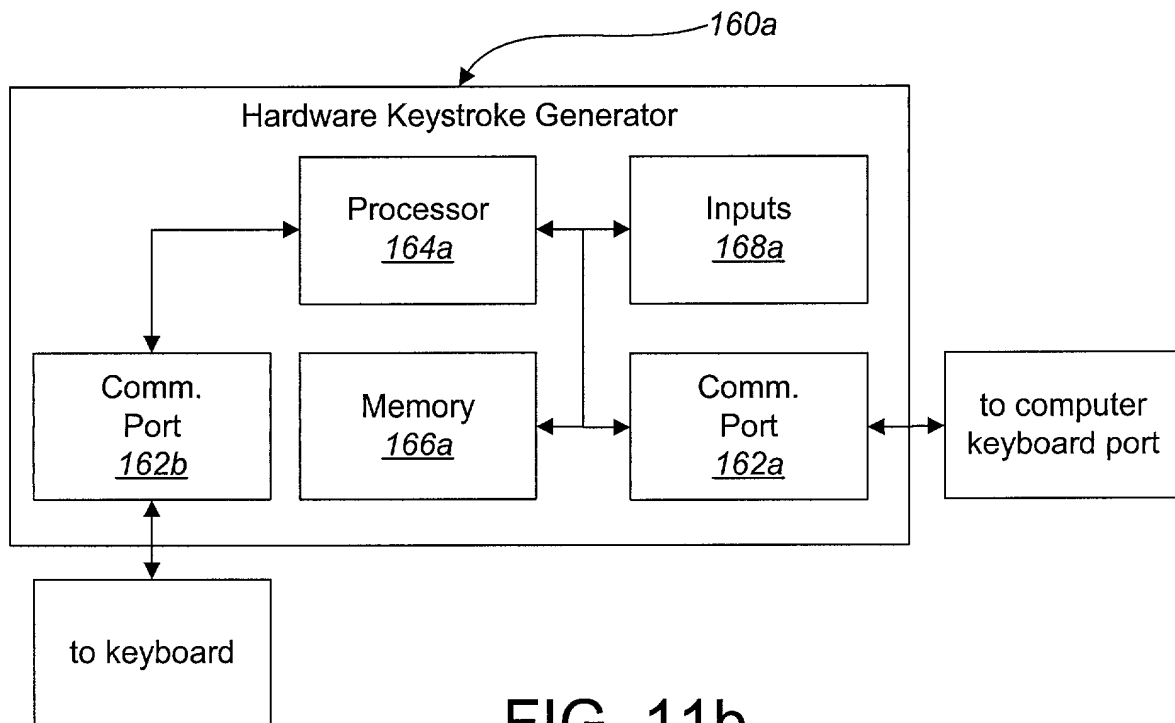 160a
Hardware Keystroke Generator
Processor
164a
Inputs
168a
Comm.
Port
162b
Memory
166a
Comm.
Port
162a
to computer
keyboard port
to keyboard
FIG. 11b